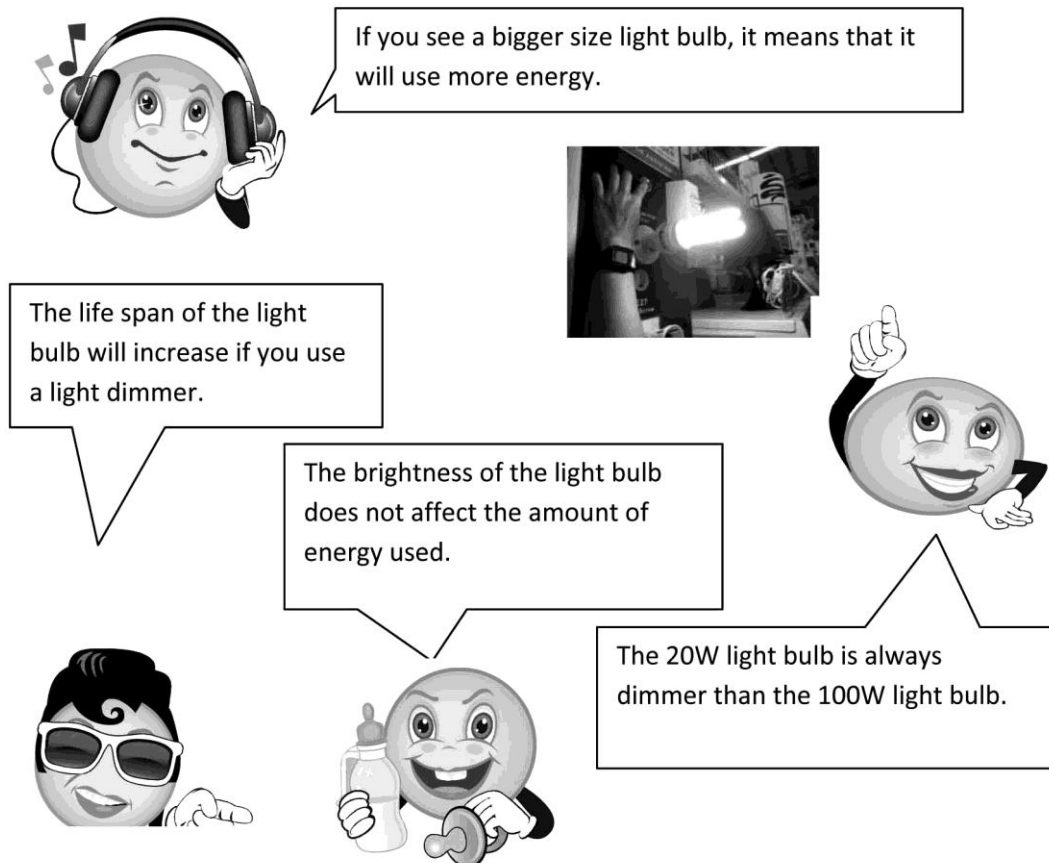 If you see a bigger size light bulb, it means that it
will use more energy.
The life span of the light
bulb will increase if you use
a light dimmer.
The brightness of the light bulb
does not affect the amount of
energy used.
The 20W light bulb is always
dimmer than the 100W light bulb.